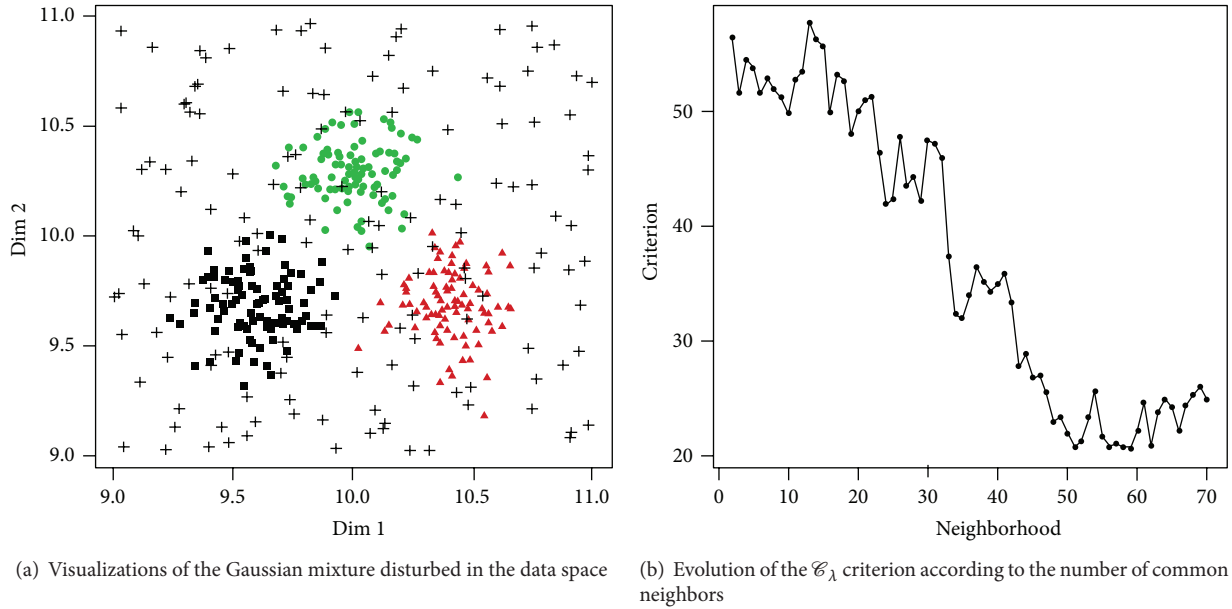 11.0
10.5
10.0
9.5
9.0
Dim 2
9.0 9.5 10.0 10.5 11.0
Dim 1
(a) Visualizations of the Gaussian mixture disturbed in the data space
50
40
30
20
Criterion
0 10 20 30 40 50 60 70
Neighborhood
(b) Evolution of the 𝒞λ criterion according to the number of common
neighbors